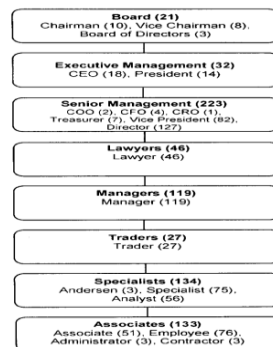 Board (21)
Chairman (10), Vice Chairman (8),
Board of Directors (3)
Executive Management (32)
CEO (18), President (14)
Senior Management (223)
COO (2), CFO (4), CRO (1),
Treasurer (7), Vice President (82),
Director (127)
Lawyers (46)
Lawyer (46)
Managers (119)
Manager (119)
Traders (27)
Trader (27)
Specialists (134)
Andersen (3), Specialist (75),
Analyst (56)
Associates (133)
Associate (51), Employee (76),
Administrator (3), Contractor (3)